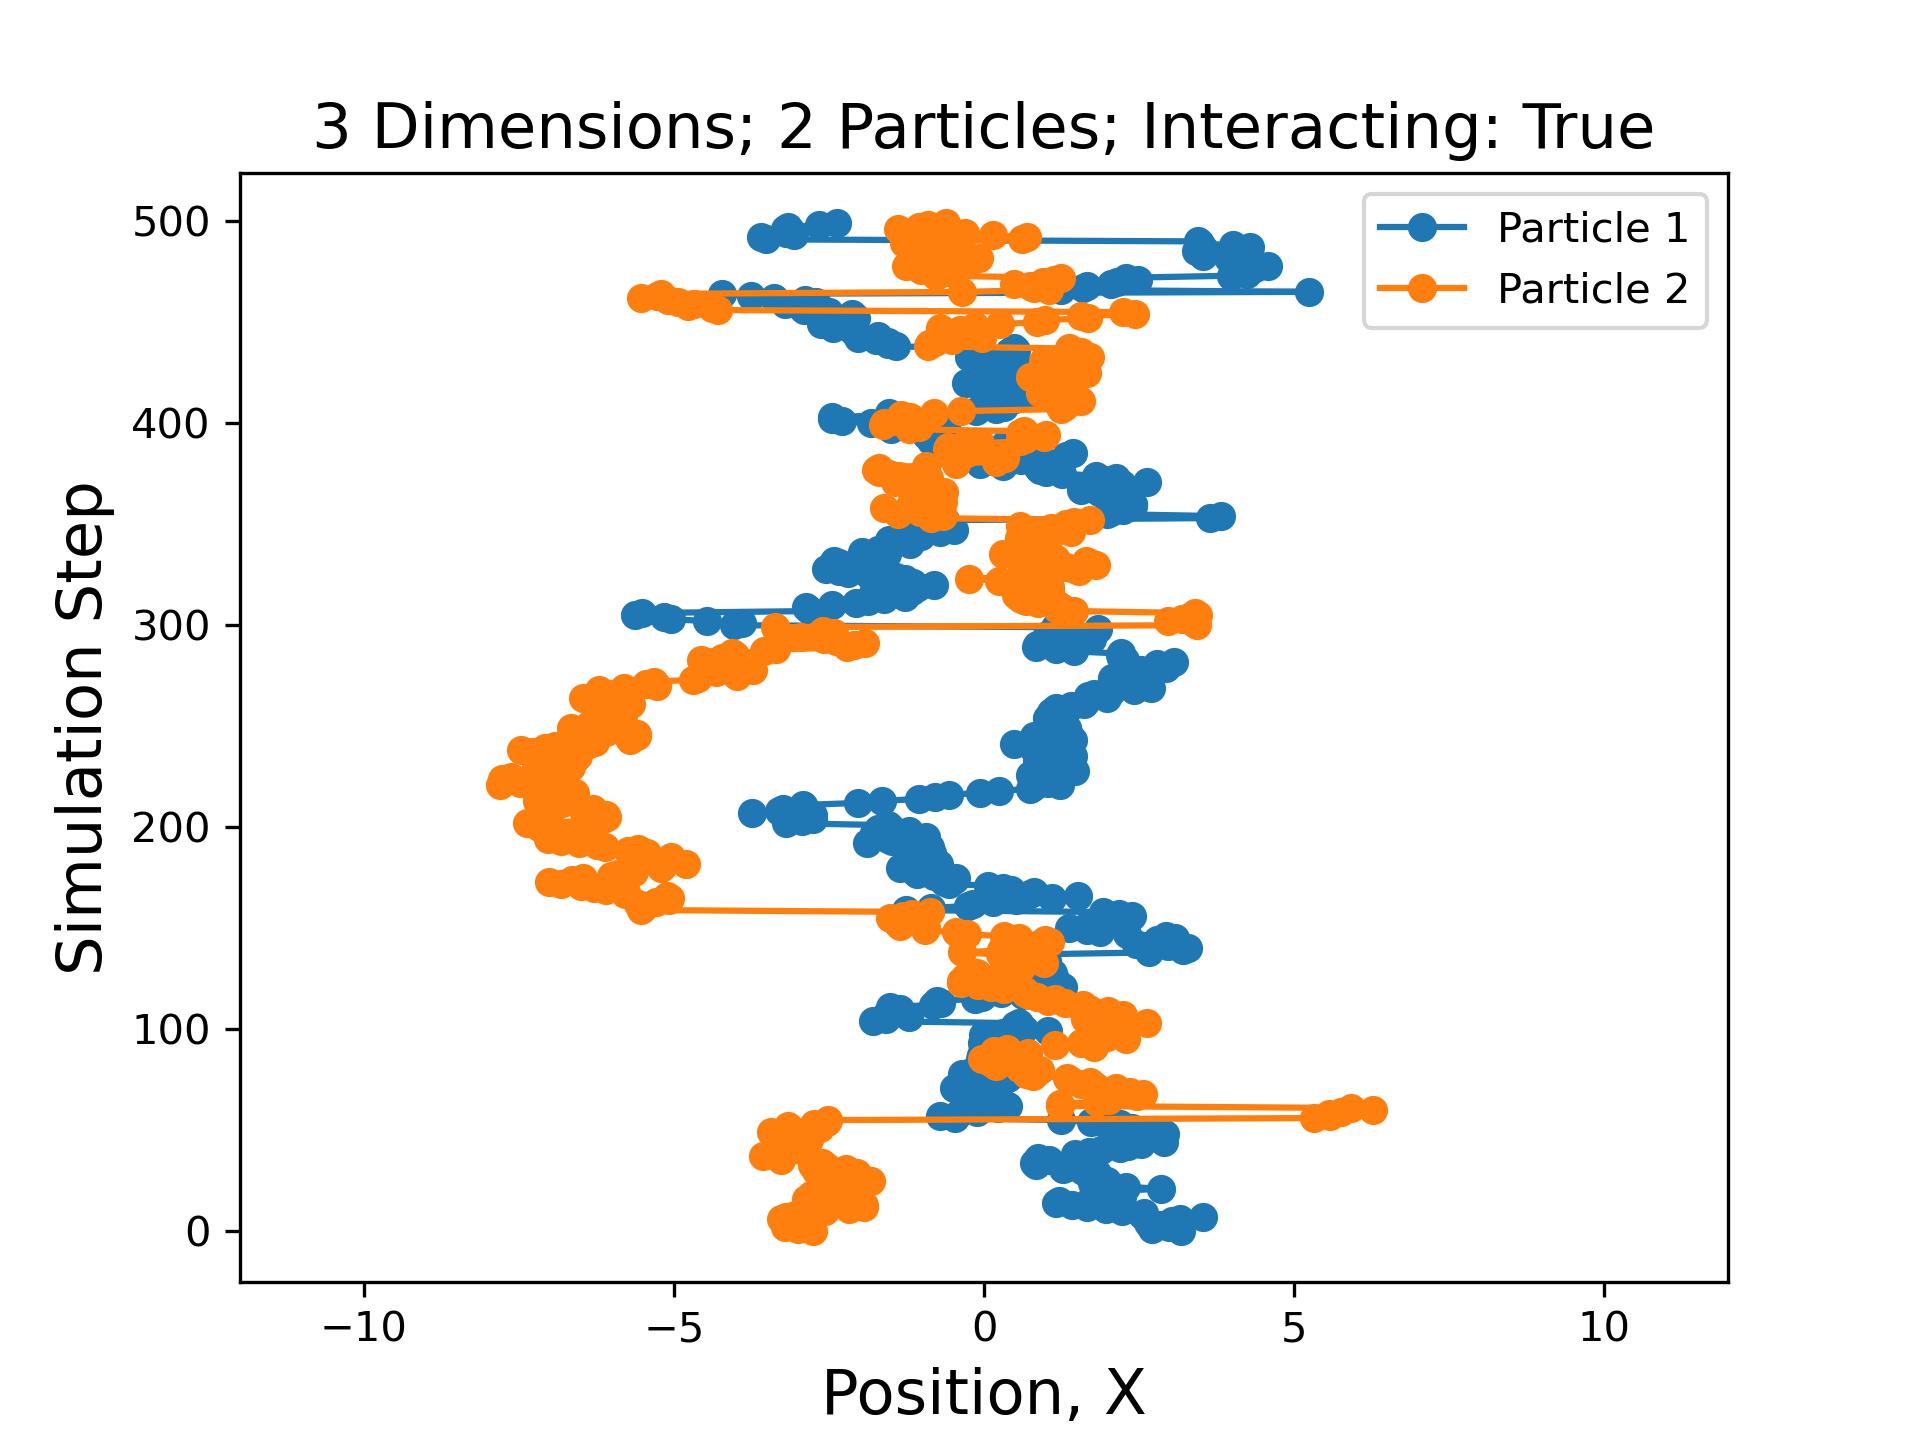 3 Dimensions; 2 Particles; Interacting: True
Particle 1
Particle 2
500
400
300
200
100
0
Simulation Step
−10
−5
0
5
10
Position, X